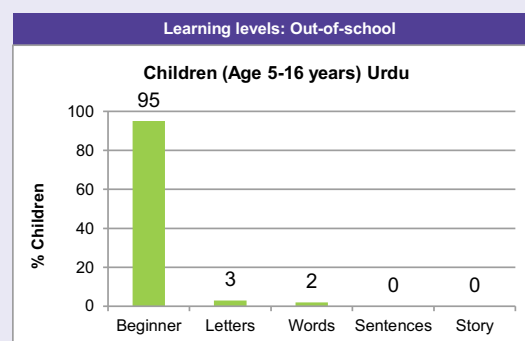 Learning levels: Out-of-school
Children (Age 5-16 years) Urdu
% Children
100
80
60
40
20
0
95
3
2
0
0
Beginner
Letters
Words
Sentences
Story